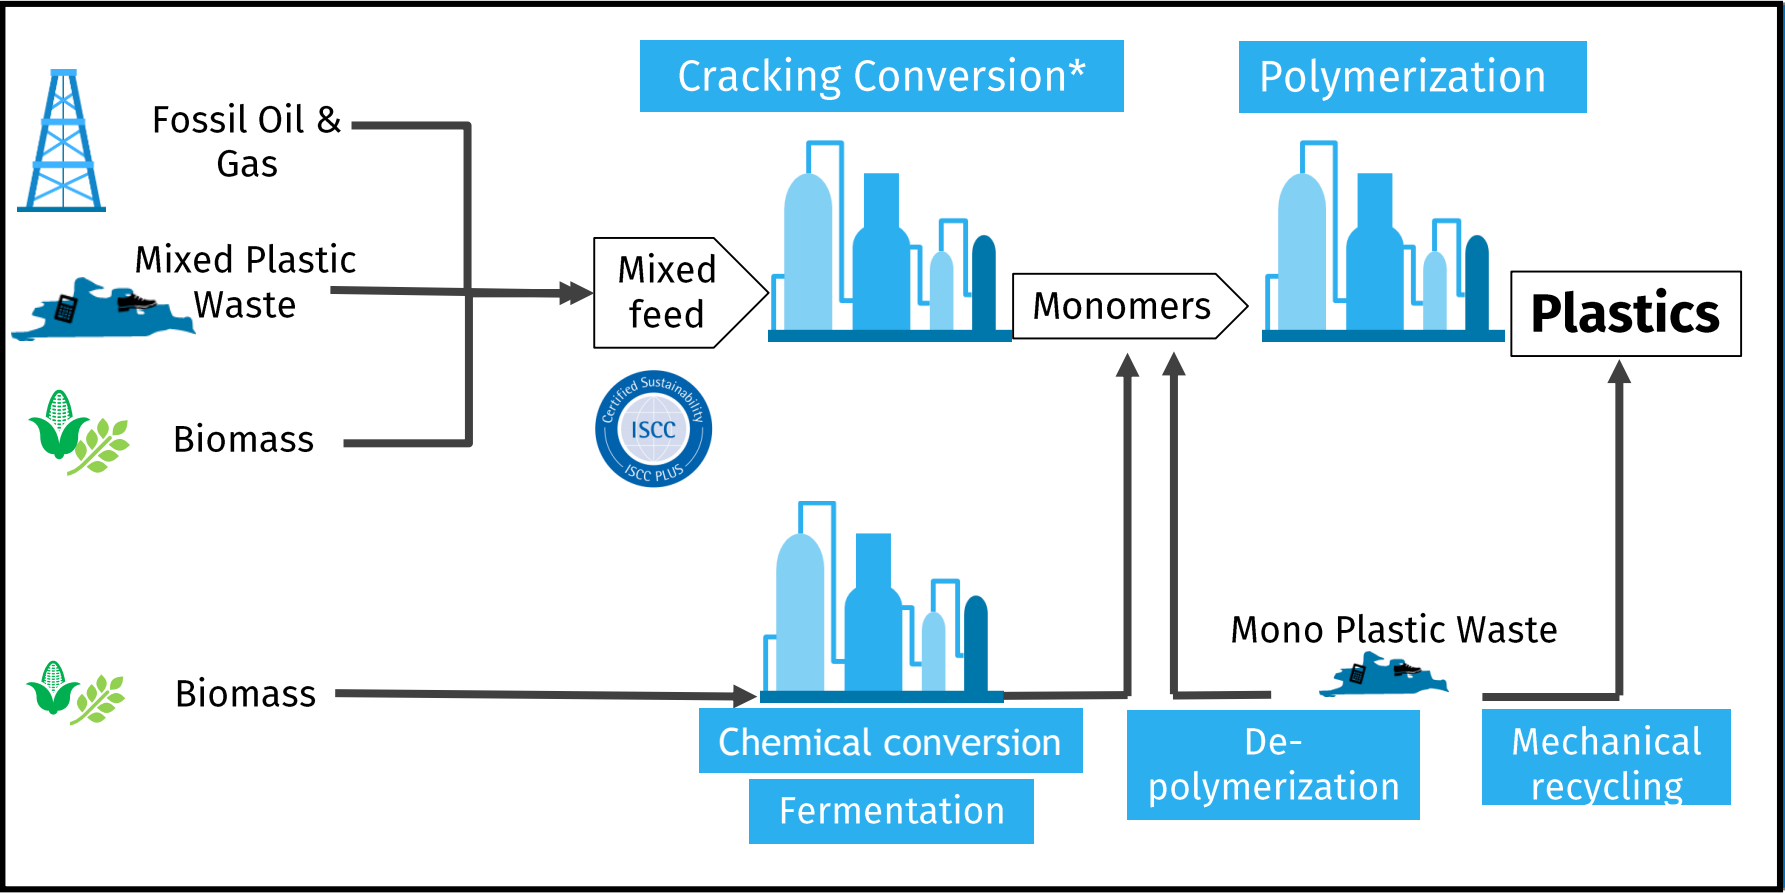 Cracking Conversion*
Polymerization
Fossil Oil &
Gas
Mixed Plastic
Waste
Mixed
feed
Monomers
Plastics
Certified Sustainability
ISCC
ISCC PLUS
Biomass
Mono Plastic Waste
Biomass
Chemical conversion
Fermentation
De-
polymerization
Mechanical
recycling